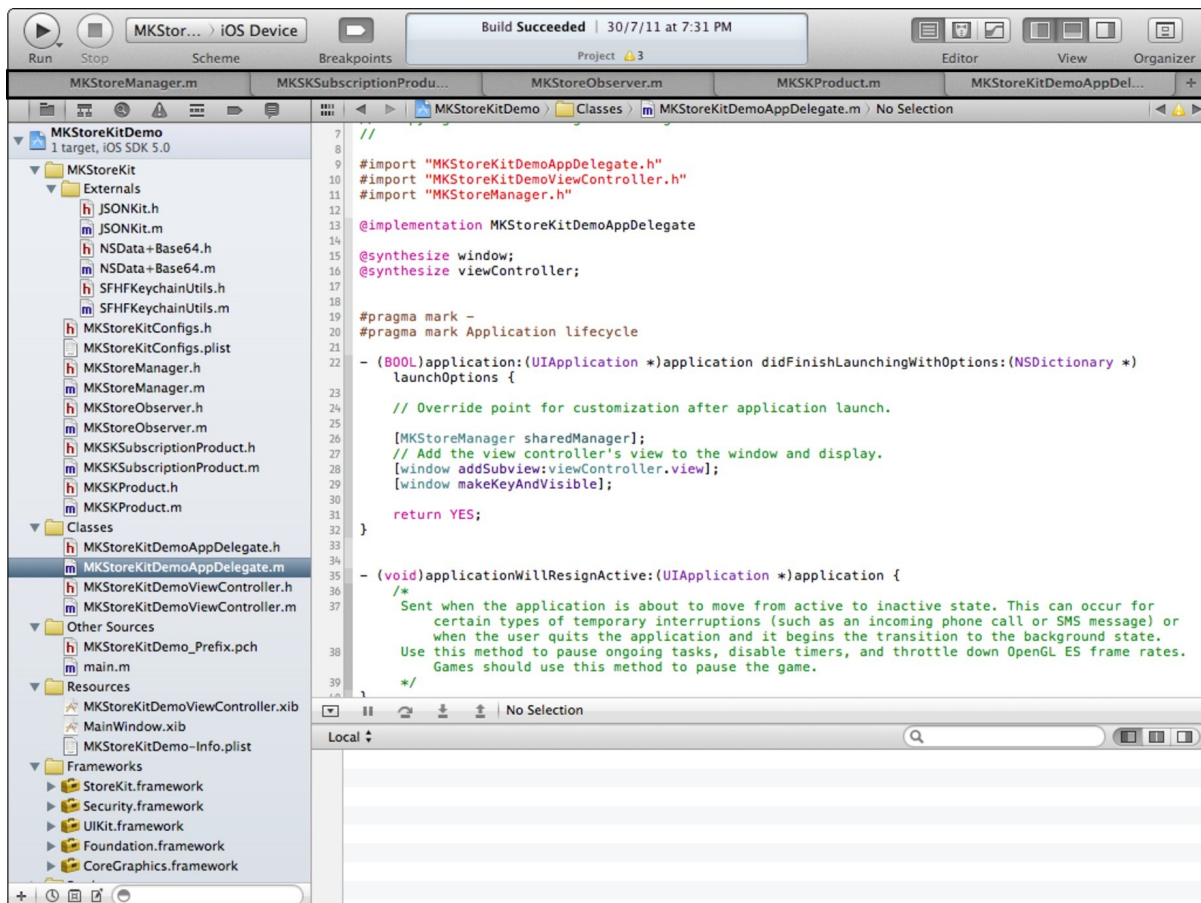 MKStor... › iOS Device
Build Succeeded | 30/7/11 at 7:31 PM
Project 3
Run
Stop
Scheme
Breakpoints
Editor
View
Organizer
MKStoreManager.m
MKSKSubscriptionProdu...
MKStoreObserver.m
MKSKProduct.m
MKStoreKitDemoAppDel...
+
MKStoreKitDemo › Classes › m MKStoreKitDemoAppDelegate.m › No Selection
MKStoreKitDemo
1 target, iOS SDK 5.0
MKStoreKit
Externals
h JSONKit.h
m JSONKit.m
h NSData+Base64.h
m NSData+Base64.m
h SFHFKeychainUtils.h
m SFHFKeychainUtils.m
h MKStoreKitConfigs.h
MKStoreKitConfigs.plist
h MKStoreManager.h
m MKStoreManager.m
h MKStoreObserver.h
m MKStoreObserver.m
h MKSKSubscriptionProduct.h
m MKSKSubscriptionProduct.m
h MKSKProduct.h
m MKSKProduct.m
Classes
h MKStoreKitDemoAppDelegate.h
m MKStoreKitDemoAppDelegate.m
h MKStoreKitDemoViewController.h
m MKStoreKitDemoViewController.m
Other Sources
h MKStoreKitDemo_Prefix.pch
m main.m
Resources
MKStoreKitDemoViewController.xib
MainWindow.xib
MKStoreKitDemo-Info.plist
Frameworks
StoreKit.framework
Security.framework
UIKit.framework
Foundation.framework
CoreGraphics.framework
7 //
8
9 #import "MKStoreKitDemoAppDelegate.h"
10 #import "MKStoreKitDemoViewController.h"
11 #import "MKStoreManager.h"
12
13 @implementation MKStoreKitDemoAppDelegate
14
15 @synthesize window;
16 @synthesize viewController;
17
18
19 #pragma mark -
20 #pragma mark Application lifecycle
21
22 - (BOOL)application:(UIApplication *)application didFinishLaunchingWithOptions:(NSDictionary *)
launchOptions {
23
24 // Override point for customization after application launch.
25
26 [MKStoreManager sharedManager];
27 // Add the view controller's view to the window and display.
28 [window addSubview:viewController.view];
29 [window makeKeyAndVisible];
30
31 return YES;
32 }
33
34
35 - (void)applicationWillResignActive:(UIApplication *)application {
36 /*
37 Sent when the application is about to move from active to inactive state. This can occur for
certain types of temporary interruptions (such as an incoming phone call or SMS message) or
when the user quits the application and it begins the transition to the background state.
38 Use this method to pause ongoing tasks, disable timers, and throttle down OpenGL ES frame rates.
Games should use this method to pause the game.
39 */
No Selection
Local